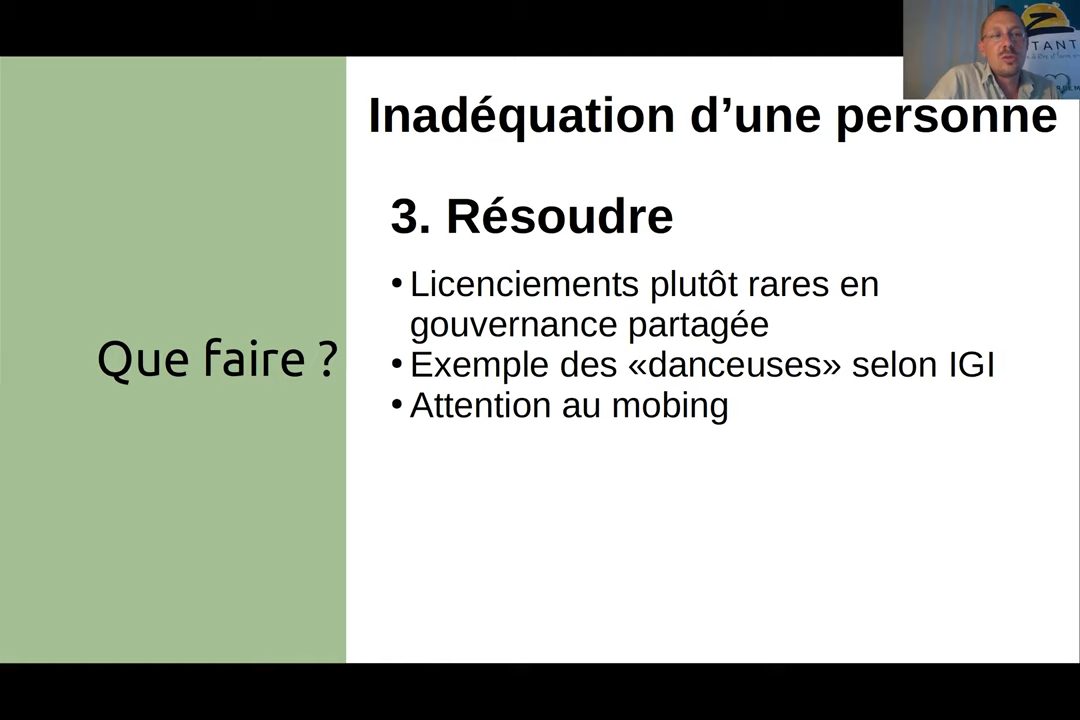 Inadéquation d’une personne
3. Résoudre
• Licenciements plutôt rares en
gouvernance partagée
• Exemple des «danceuses» selon IGI
• Attention au mobing
Que faire ?
TANT